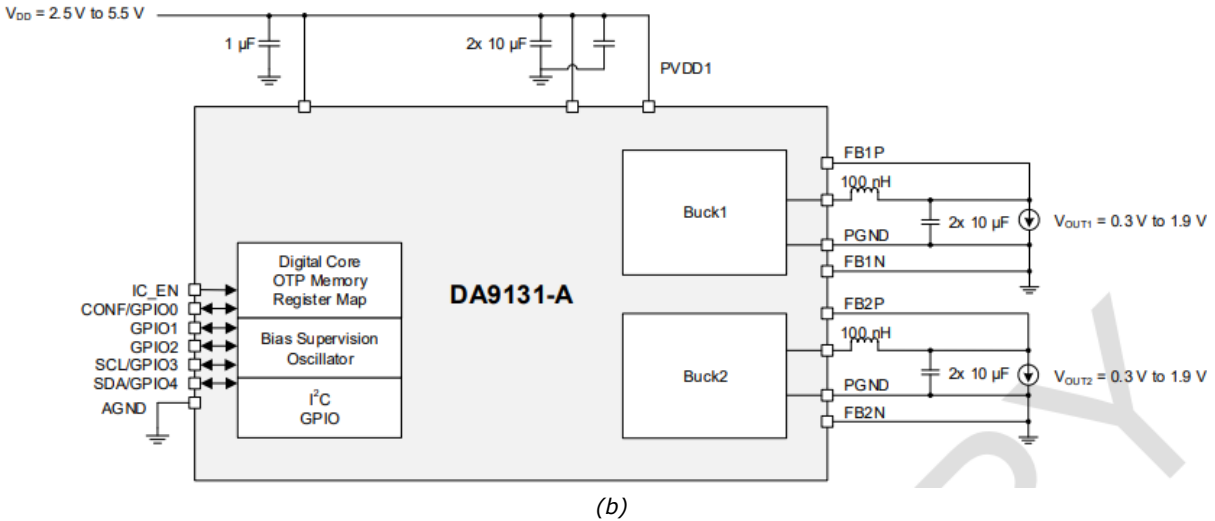 V_DD = 2.5 V to 5.5 V
1 µF
2x 10 µF
PVDD1
FB1P
100 nH
Buck1
2x 10 µF
V_OUT1 = 0.3 V to 1.9 V
PGND
FB1N
Digital Core
OTP Memory
Register Map
DA9131-A
IC_EN
CONF/GPIO0
GPIO1
GPIO2
SCL/GPIO3
SDA/GPIO4
AGND
Bias Supervision
Oscillator
I²C
GPIO
FB2P
100 nH
Buck2
2x 10 µF
V_OUT2 = 0.3 V to 1.9 V
PGND
FB2N
(b)